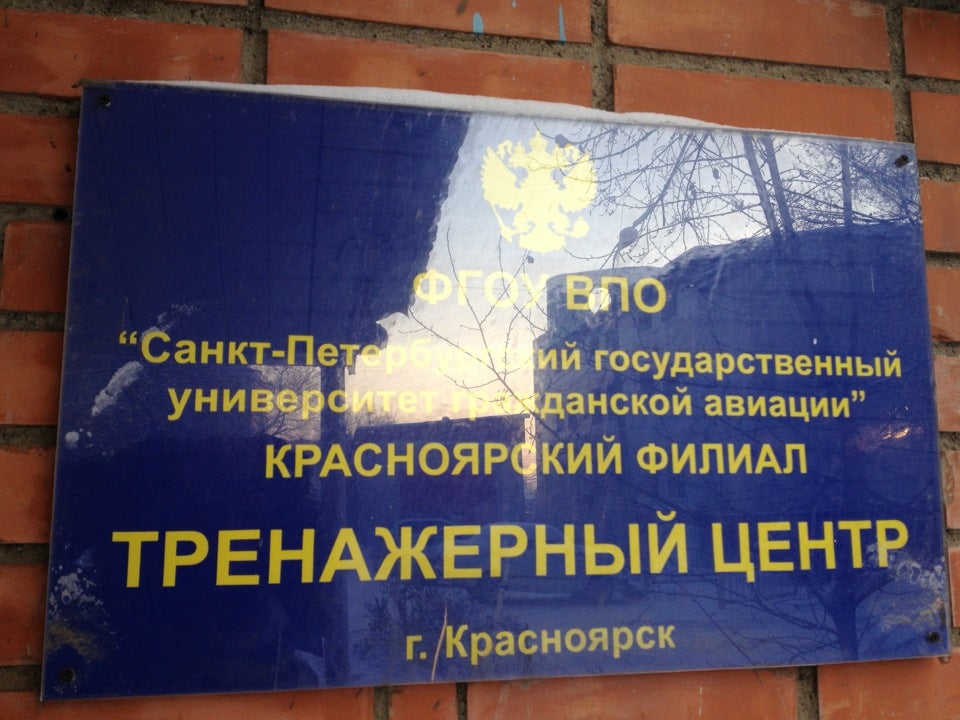 ФГОУ ВПО
“Санкт-Петербургский государственный
университет гражданской авиации”
КРАСНОЯРСКИЙ ФИЛИАЛ
ТРЕНАЖЕРНЫЙ ЦЕНТР
г. Красноярск